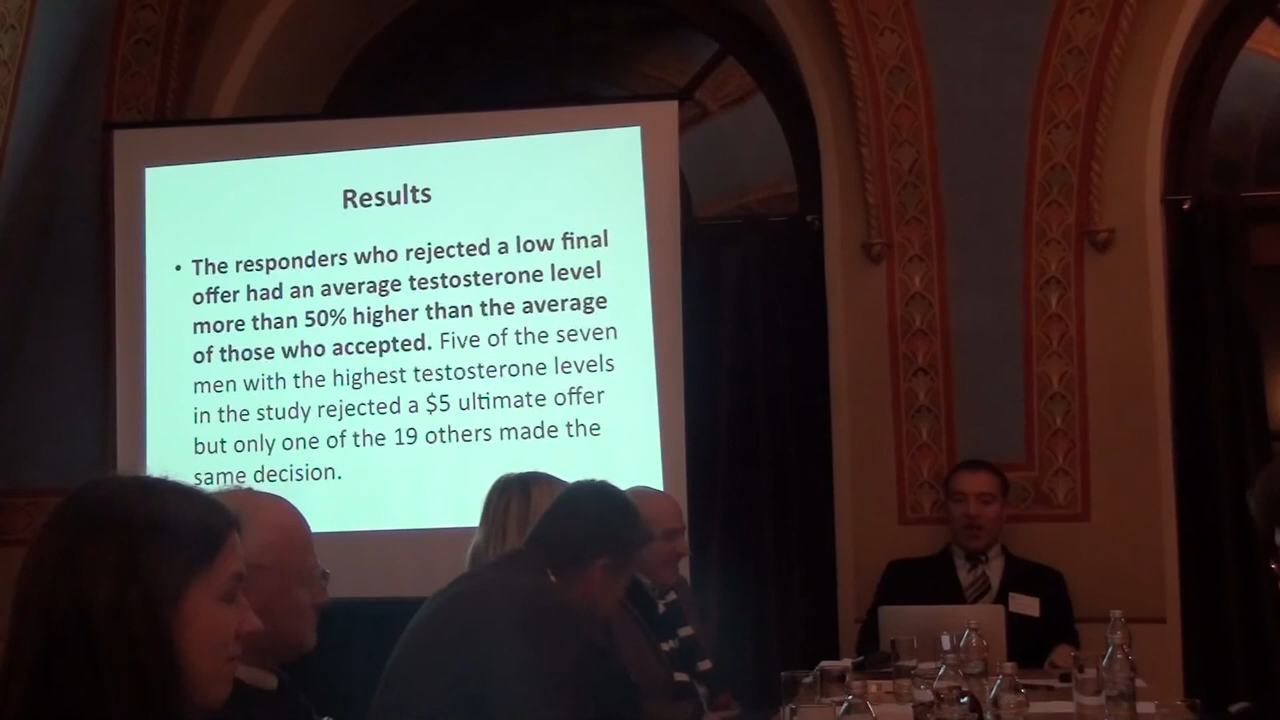 Results
• The responders who rejected a low final
offer had an average testosterone level
more than 50% higher than the average
of those who accepted. Five of the seven
men with the highest testosterone levels
in the study rejected a $5 ultimate offer
but only one of the 19 others made the
same decision.